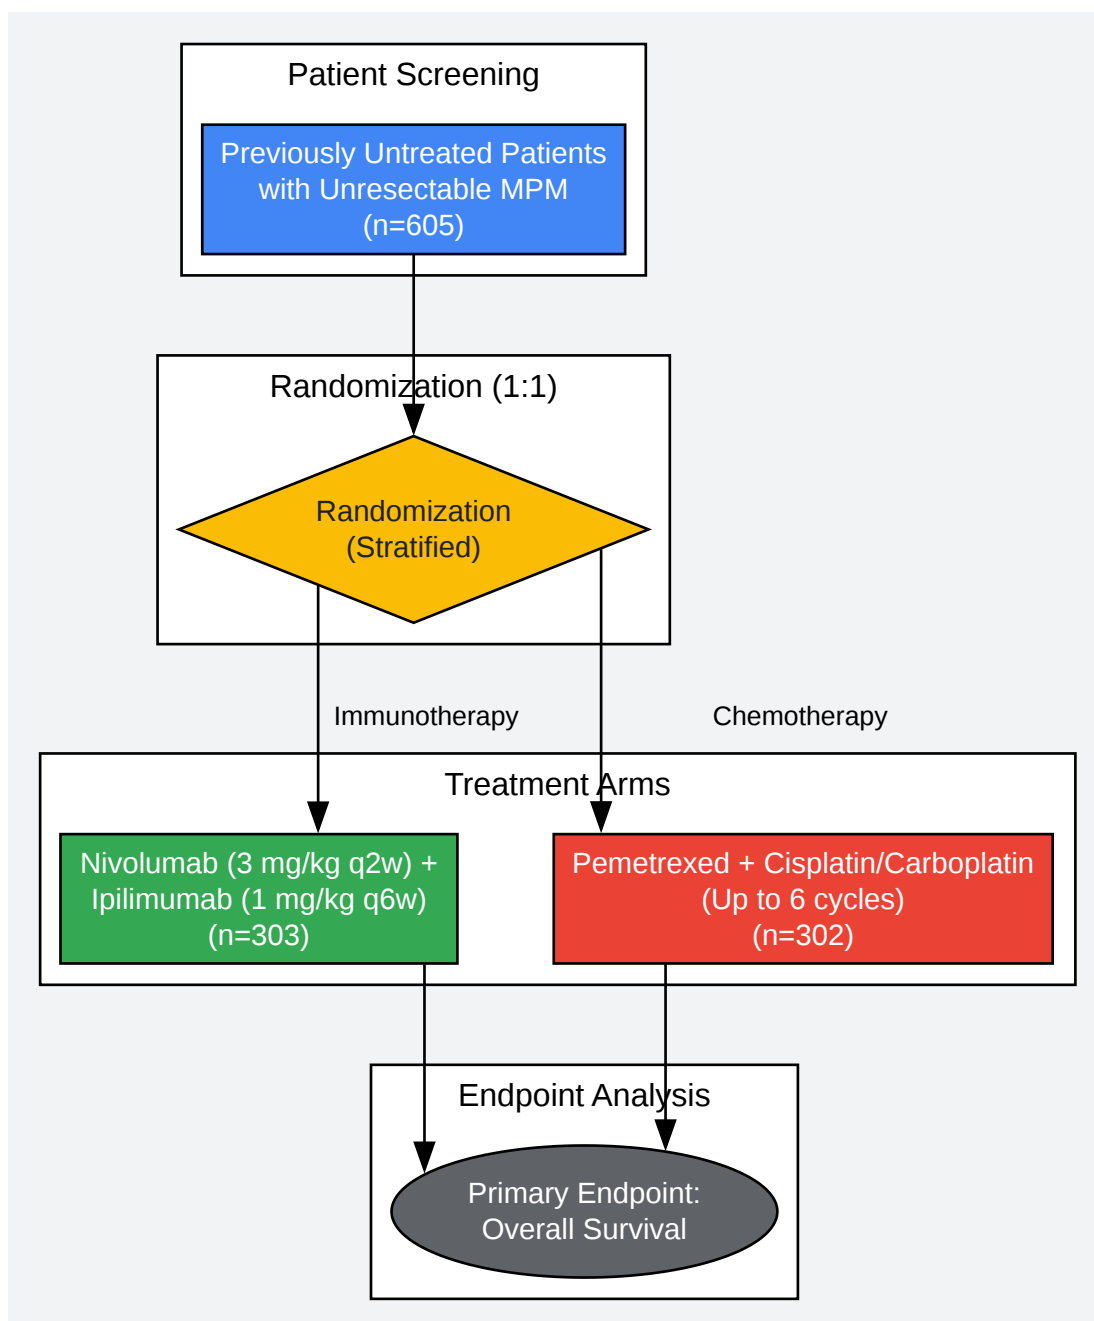 Patient Screening
Previously Untreated Patients
with Unresectable MPM
(n=605)
Randomization (1:1)
Randomization
(Stratified)
Immunotherapy
Chemotherapy
Treatment Arms
Nivolumab (3 mg/kg q2w) +
Ipilimumab (1 mg/kg q6w)
(n=303)
Pemetrexed + Cisplatin/Carboplatin
(Up to 6 cycles)
(n=302)
Endpoint Analysis
Primary Endpoint:
Overall Survival